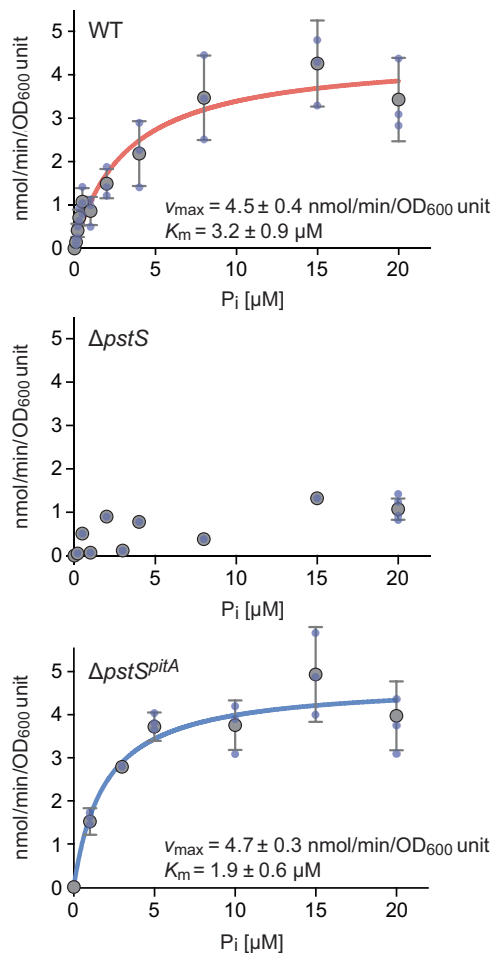 WT
nmol/min/OD600 unit
5
4
3
2
1
0
vmax = 4.5 ± 0.4 nmol/min/OD600 unit
Km = 3.2 ± 0.9 µM
0 5 10 15 20
Pi [µM]
ΔpstS
nmol/min/OD600 unit
5
4
3
2
1
0
0 5 10 15 20
Pi [µM]
ΔpstSpitA
nmol/min/OD600 unit
5
4
3
2
1
0
vmax = 4.7 ± 0.3 nmol/min/OD600 unit
Km = 1.9 ± 0.6 µM
0 5 10 15 20
Pi [µM]